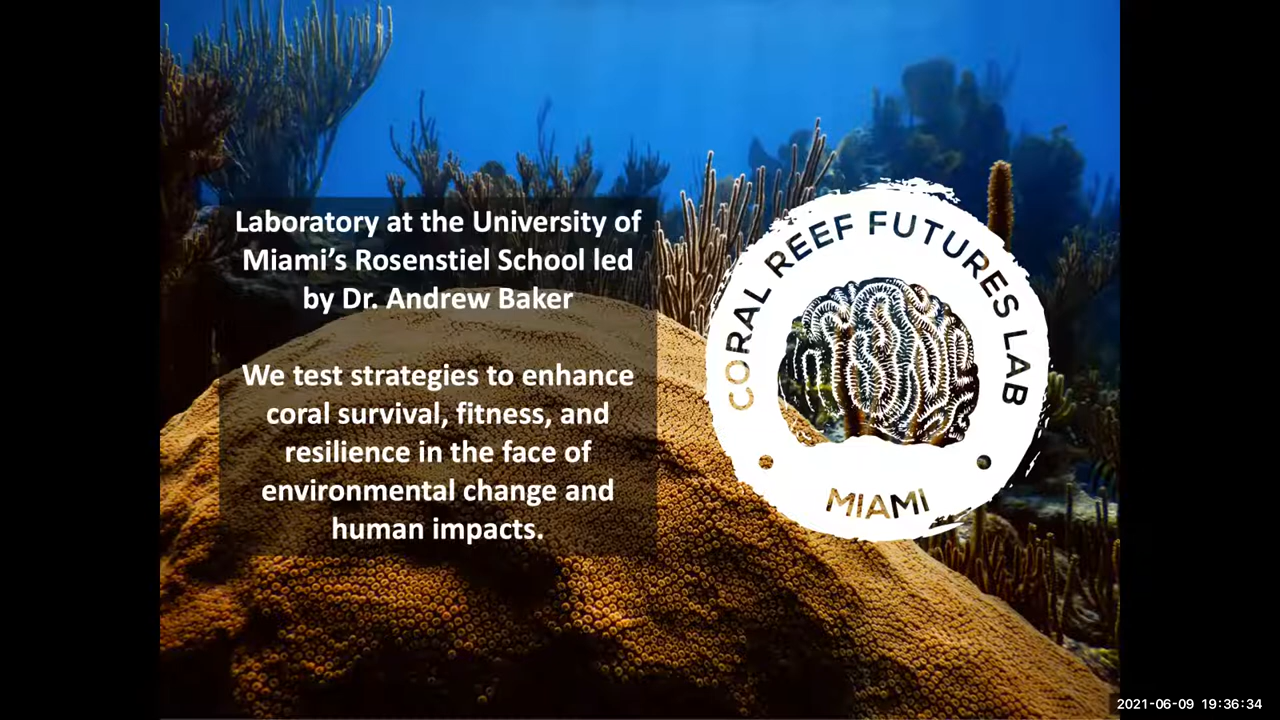 Laboratory at the University of
Miami’s Rosenstiel School led
by Dr. Andrew Baker
We test strategies to enhance
coral survival, fitness, and
resilience in the face of
environmental change and
human impacts.
CORAL REEF FUTURES LAB
MIAMI
2021-06-09 19:36:34